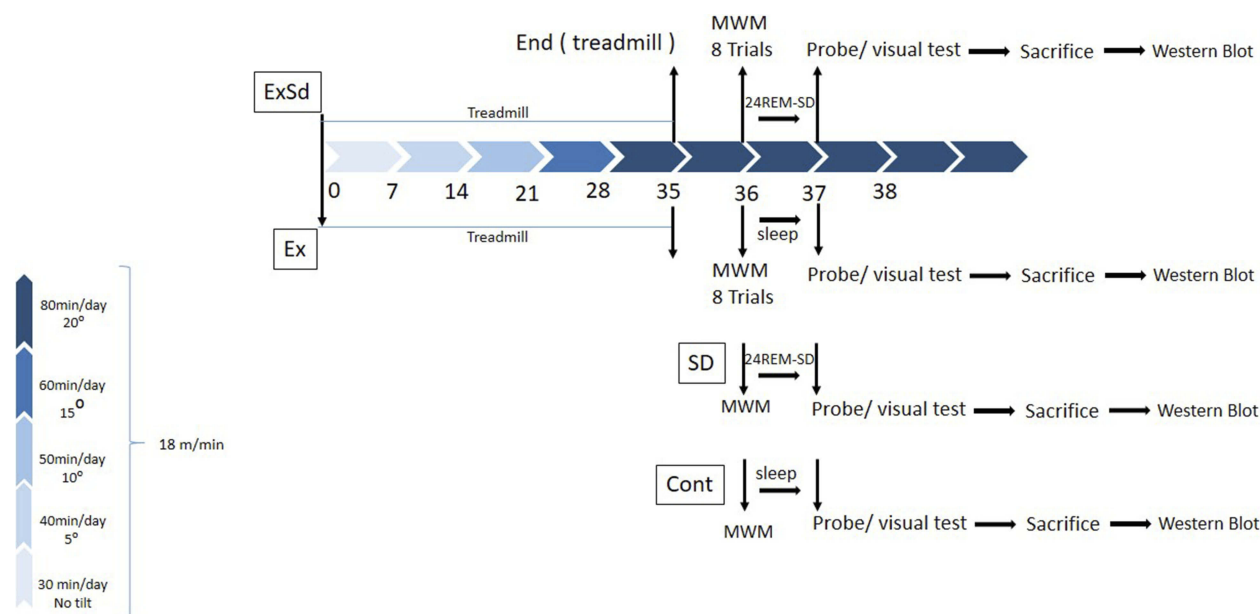 MWM
End ( treadmill )
8 Trials
Probe/ visual test
Sacrifice
Western Blot
ExSd
Treadmill
24REM-SD
0
7
14
21
28
35
36
37
38
Ex
Treadmill
sleep
MWM
8 Trials
Probe/ visual test
Sacrifice
Western Blot
80min/day
20°
60min/day
15°
50min/day
10°
40min/day
5°
30 min/day
No tilt
18 m/min
SD
24REM-SD
MWM
Probe/ visual test
Sacrifice
Western Blot
Cont
sleep
MWM
Probe/ visual test
Sacrifice
Western Blot